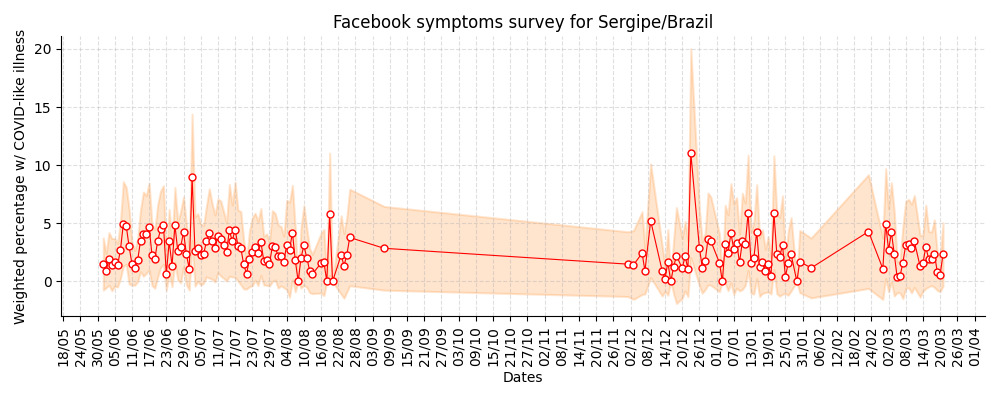 Facebook symptoms survey for Sergipe/Brazil
Weighted percentage w/ COVID-like illness
20
15
10
5
0
18/05 24/05 30/05 05/06 11/06 17/06 23/06 29/06 05/07 11/07 17/07 23/07 29/07 04/08 10/08 16/08 22/08 28/08 03/09 09/09 15/09 21/09 27/09 03/10 09/10 15/10 21/10 27/10 02/11 08/11 14/11 20/11 26/11 02/12 08/12 14/12 20/12 26/12 01/01 07/01 13/01 19/01 25/01 31/01 06/02 12/02 18/02 24/02 02/03 08/03 14/03 20/03 26/03 01/04
Dates